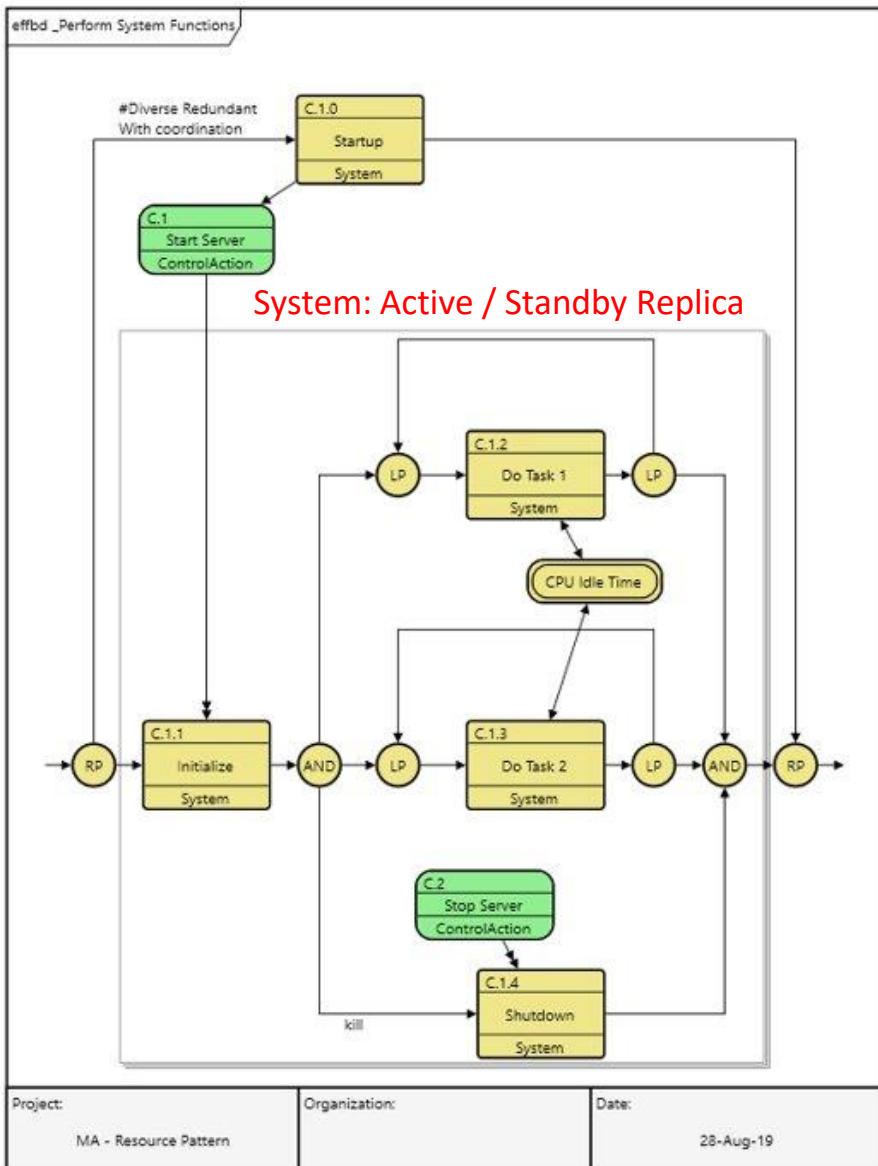 effbd _Perform System Functions
#Diverse Redundant
With coordination
C.1.0
Startup
System
C.1
Start Server
ControlAction
System: Active / Standby Replica
C.1.2
LP
Do Task 1
LP
System
CPU Idle Time
C.1.1
C.1.3
RP
Initialize
AND
LP
Do Task 2
LP
AND
RP
System
System
C.2
Stop Server
ControlAction
C.1.4
Shutdown
kill
System
Project:
Organization:
Date:
MA - Resource Pattern
28-Aug-19